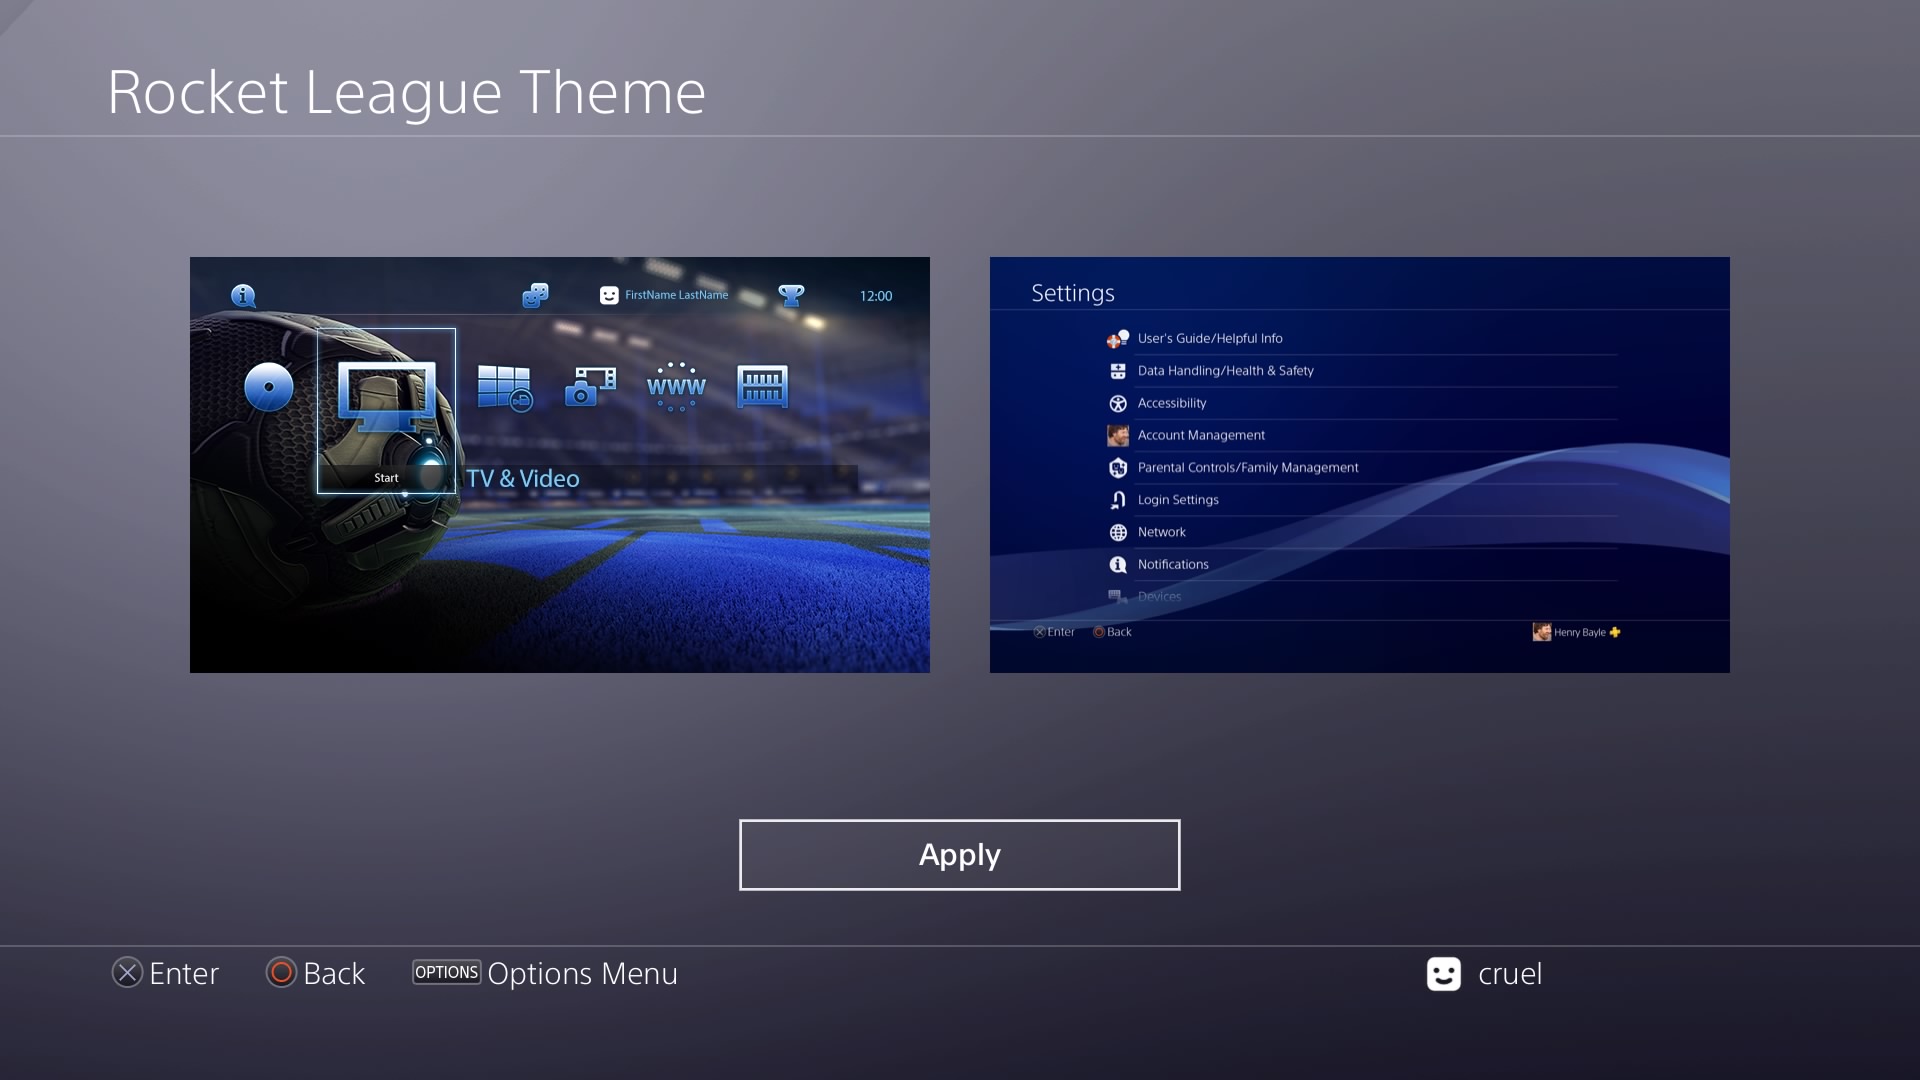 Rocket League Theme
FirstName LastName
12:00
WWW
Start
TV & Video
Settings
User's Guide/Helpful Info
Data Handling/Health & Safety
Accessibility
Account Management
Parental Controls/Family Management
Login Settings
Network
Notifications
Devices
Enter
Back
Henry Bayle
Apply
Enter
Back
OPTIONS Options Menu
cruel